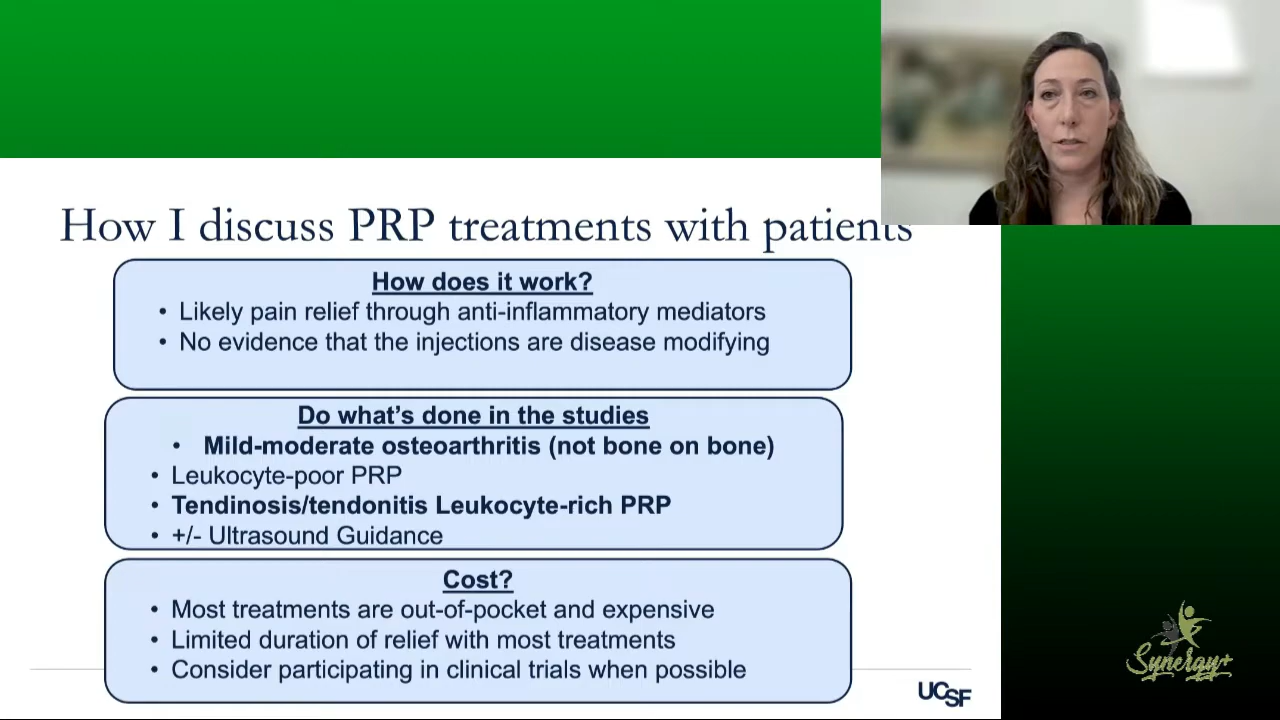 How I discuss PRP treatments with patients
How does it work?
• Likely pain relief through anti-inflammatory mediators
• No evidence that the injections are disease modifying
Do what's done in the studies
• Mild-moderate osteoarthritis (not bone on bone)
• Leukocyte-poor PRP
• Tendinosis/tendonitis Leukocyte-rich PRP
• +/- Ultrasound Guidance
Cost?
• Most treatments are out-of-pocket and expensive
• Limited duration of relief with most treatments
• Consider participating in clinical trials when possible
UCSF
Synergy+